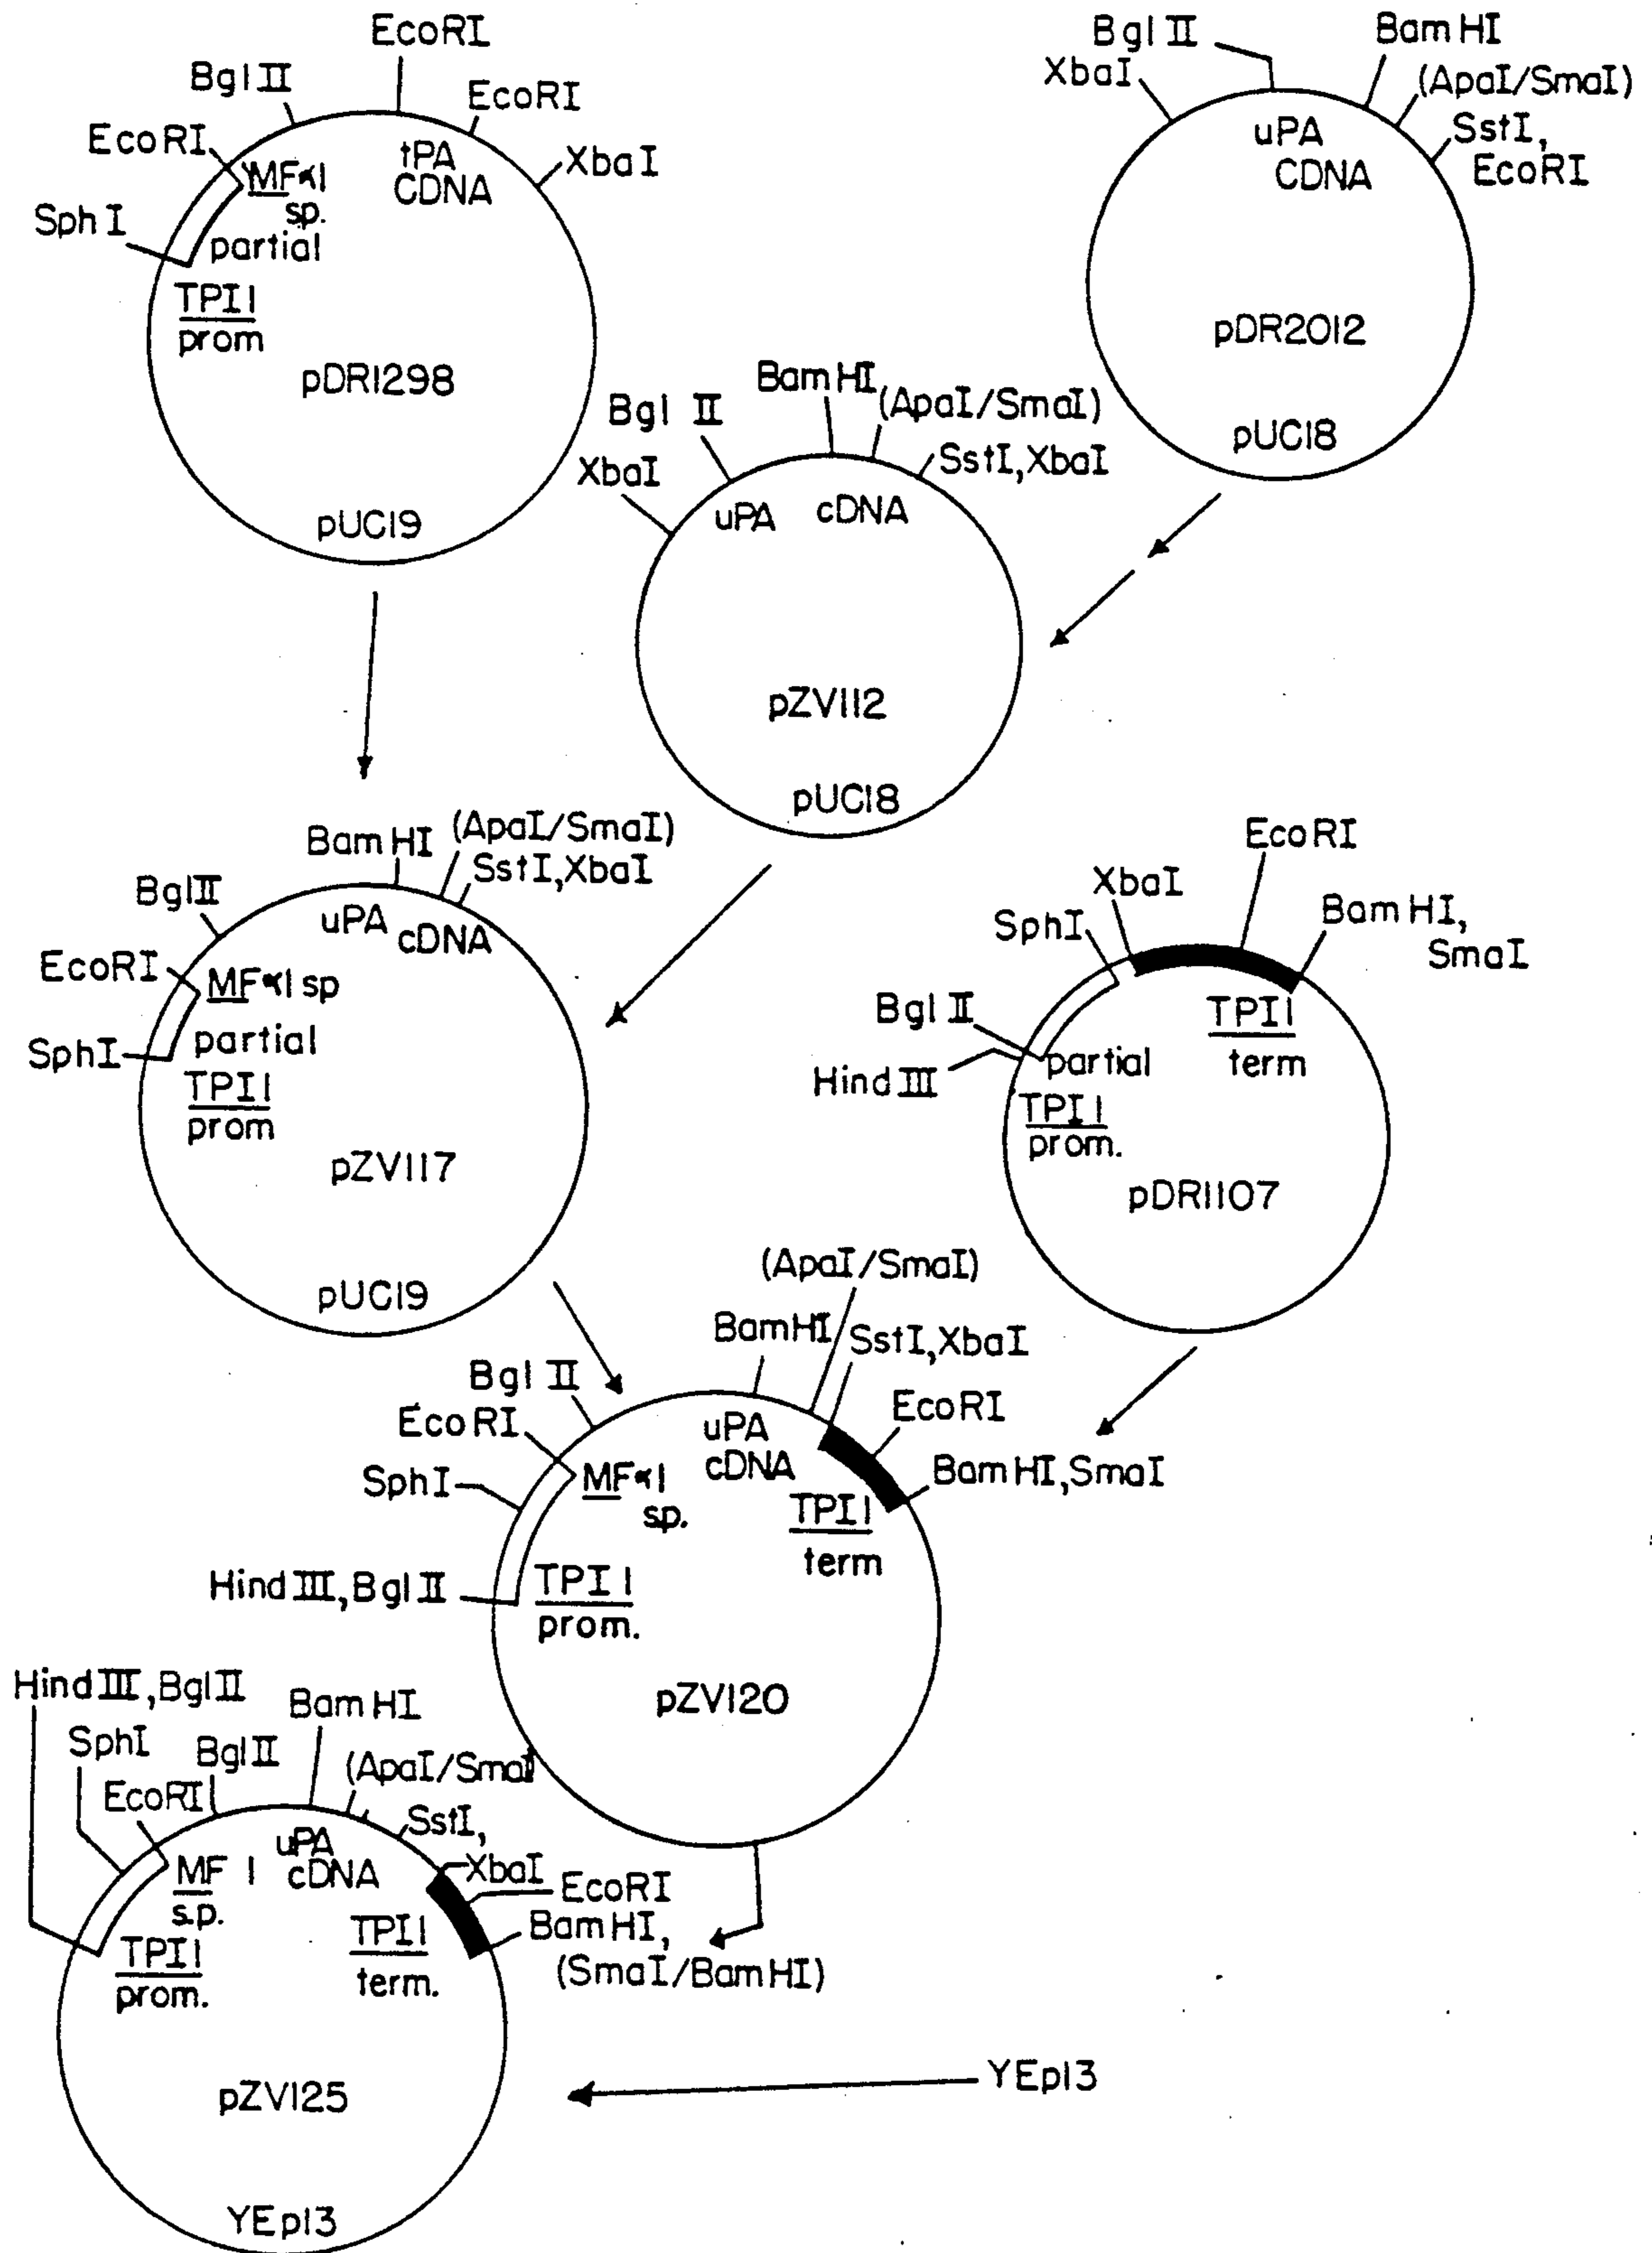 EcoRI
Bgl II
EcoRI
EcoRI
XbaI
MFα1
sp.
tPA
CDNA
Sph I
partial
TPI1
prom
pDR1298
pUC19
Bgl II
XbaI
Bam HI
(ApaI/SmaI)
SstI,
EcoRI
uPA
CDNA
pDR2012
pUC18
Bam HI
(ApaI/SmaI)
Bgl II
XbaI
SstI,XbaI
uPA cDNA
pZV112
pUC18
Bam HI
(ApaI/SmaI)
SstI,XbaI
BglII
uPA cDNA
EcoRI
MFα1 sp
SphI
partial
TPI1
prom
pZV117
pUC19
EcoRI
XbaI
SphI
Bam HI,
SmaI
Bgl II
Hind III
TPI1
term
partial
TPI1
prom.
pDR1107
(ApaI/SmaI)
BamHI
SstI,XbaI
Bgl II
EcoRI
EcoRI
uPA
cDNA
SphI
MFα1
sp.
Bam HI,SmaI
TPI1
term
Hind III,Bgl II
TPI1
prom.
pZV120
Hind III,Bgl II
Bam HI
SphI
Bgl II
(ApaI/SmaI
EcoRI
SstI,
uPA
cDNA
XbaI
EcoRI
MF 1
s.p.
TPI1
term.
Bam HI,
(SmaI/Bam HI)
TPI1
prom.
pZV125
YEp13
YEp13